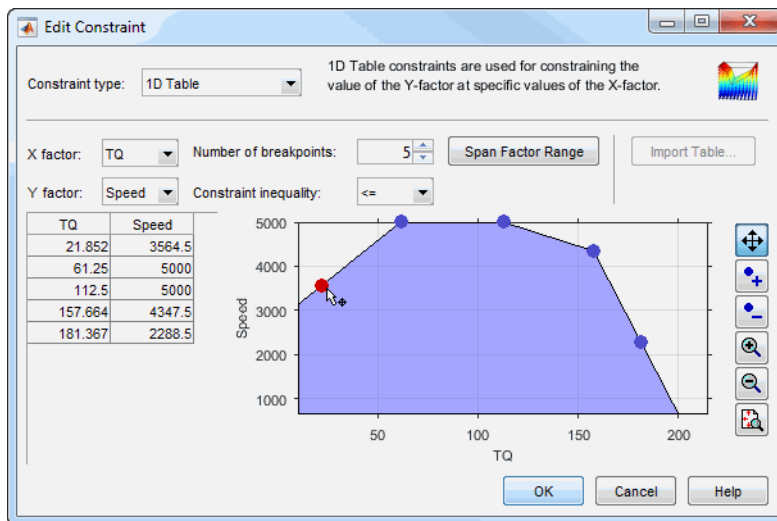 Edit Constraint
Constraint type: 1D Table
1D Table constraints are used for constraining the
value of the Y-factor at specific values of the X-factor.
X factor: TQ Number of breakpoints: 5 Span Factor Range Import Table...
Y factor: Speed Constraint inequality: <=
TQ Speed
21.852 3564.5
61.25 5000
112.5 5000
157.664 4347.5
181.367 2288.5
5000
4000
3000
2000
1000
Speed
50 100 150 200
TQ
OK Cancel Help